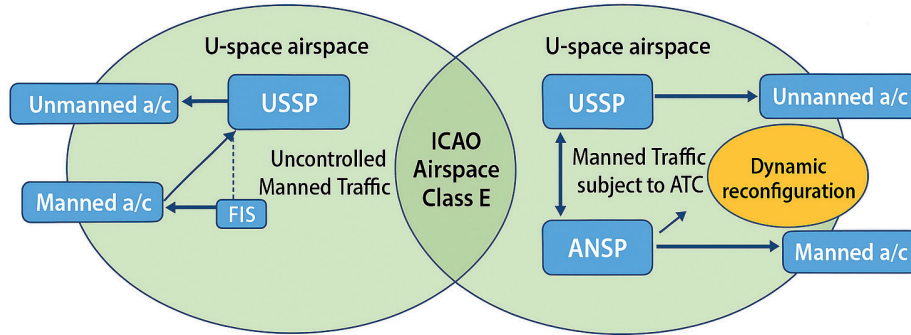 U-space airspace
Unmanned a/c
USSP
Uncontrolled
Manned Traffic
Manned a/c
FIS
ICAO
Airspace
Class E
U-space airspace
USSP
Unnanned a/c
Manned Traffic
subject to ATC
Dynamic
reconfiguration
ANSP
Manned a/c